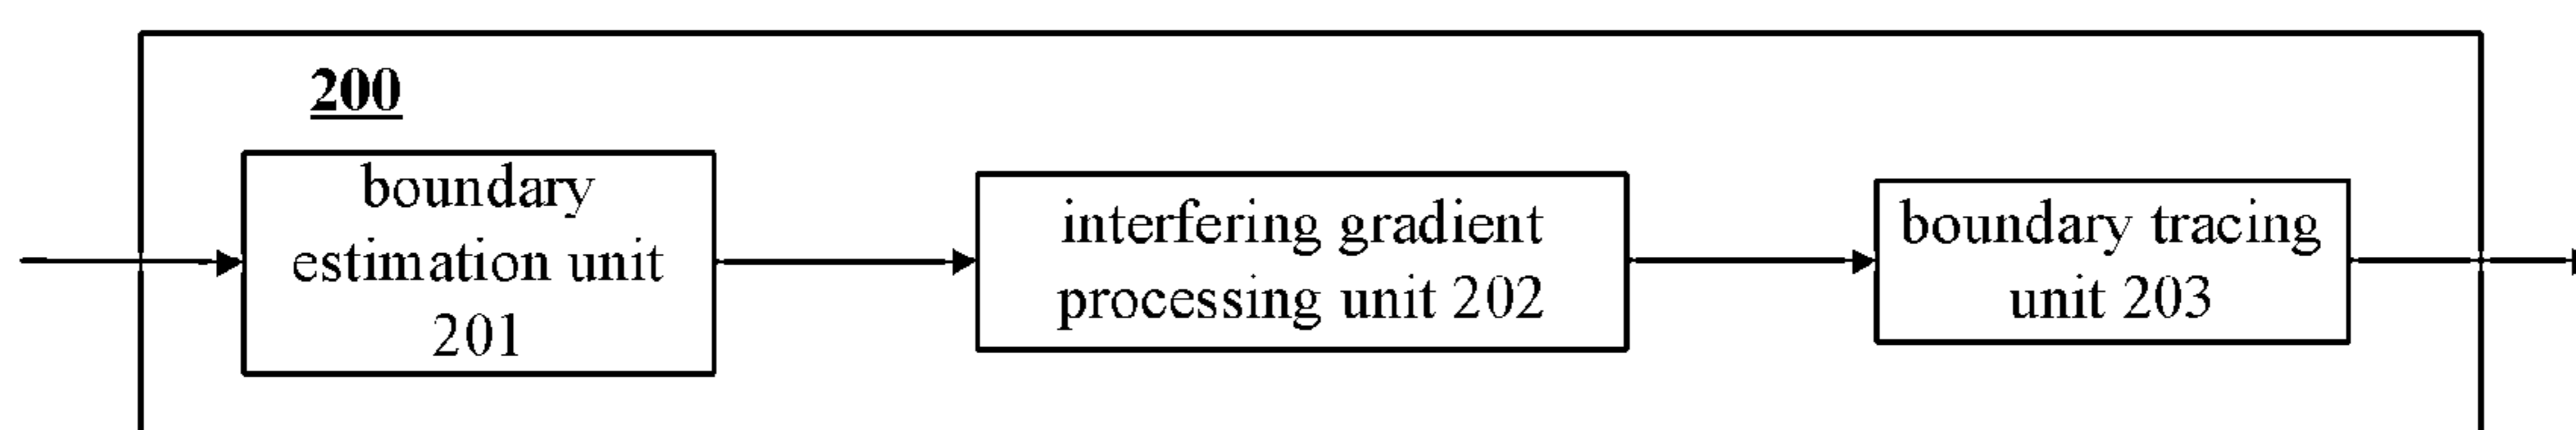 200
boundary
estimation unit
201
interfering gradient
processing unit 202
boundary tracing
unit 203